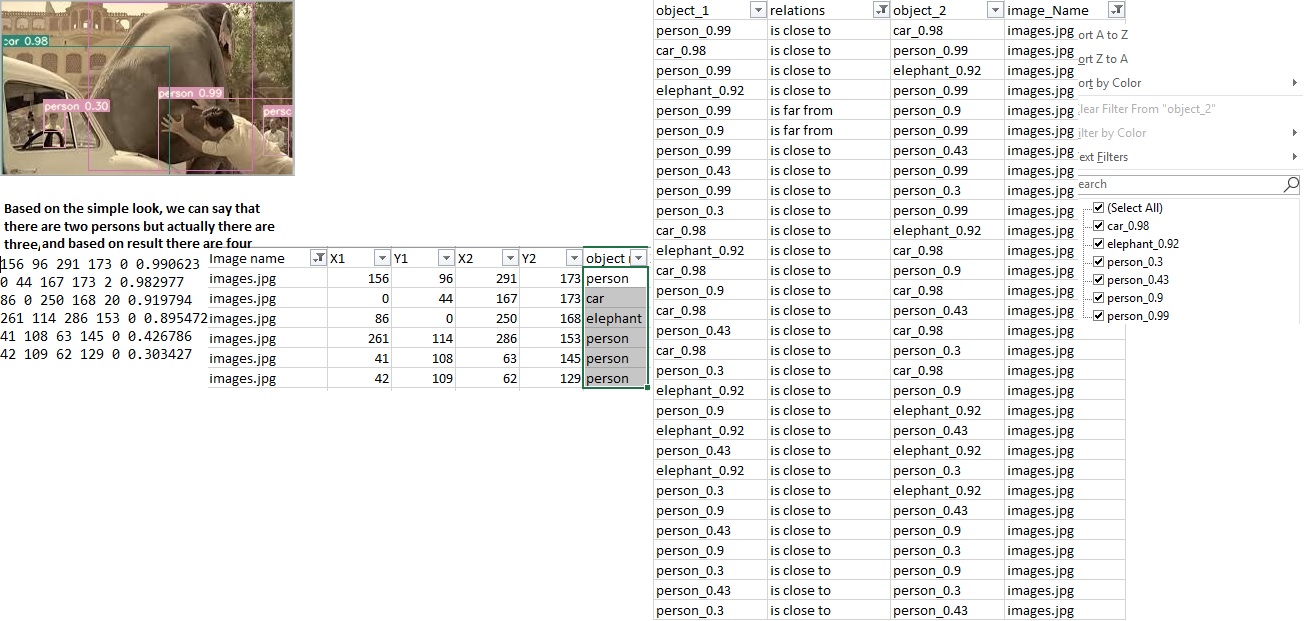 car 0.98
person 0.99
person 0.30
persc
Based on the simple look, we can say that
there are two persons but actually there are
three, and based on result there are four
156 96 291 173 0 0.990623
0 44 167 173 2 0.982977
86 0 250 168 20 0.919794
261 114 286 153 0 0.895472
41 108 63 145 0 0.426786
42 109 62 129 0 0.303427
Image name X1 Y1 X2 Y2 object n
images.jpg 156 96 291 173 person
images.jpg 0 44 167 173 car
images.jpg 86 0 250 168 elephant
images.jpg 261 114 286 153 person
images.jpg 41 108 63 145 person
images.jpg 42 109 62 129 person
object_1 relations object_2 image_Name
person_0.99 is close to car_0.98 images.jpg
car_0.98 is close to person_0.99 images.jpg
person_0.99 is close to elephant_0.92 images.jpg
elephant_0.92 is close to person_0.99 images.jpg
person_0.99 is far from person_0.9 images.jpg
person_0.9 is far from person_0.99 images.jpg
person_0.99 is close to person_0.43 images.jpg
person_0.43 is close to person_0.99 images.jpg
person_0.99 is close to person_0.3 images.jpg
person_0.3 is close to person_0.99 images.jpg
car_0.98 is close to elephant_0.92 images.jpg
elephant_0.92 is close to car_0.98 images.jpg
car_0.98 is close to person_0.9 images.jpg
person_0.9 is close to car_0.98 images.jpg
car_0.98 is close to person_0.43 images.jpg
person_0.43 is close to car_0.98 images.jpg
car_0.98 is close to person_0.3 images.jpg
person_0.3 is close to car_0.98 images.jpg
elephant_0.92 is close to person_0.9 images.jpg
person_0.9 is close to elephant_0.92 images.jpg
elephant_0.92 is close to person_0.43 images.jpg
person_0.43 is close to elephant_0.92 images.jpg
elephant_0.92 is close to person_0.3 images.jpg
person_0.3 is close to elephant_0.92 images.jpg
person_0.9 is close to person_0.43 images.jpg
person_0.43 is close to person_0.9 images.jpg
person_0.9 is close to person_0.3 images.jpg
person_0.3 is close to person_0.9 images.jpg
person_0.43 is close to person_0.3 images.jpg
person_0.3 is close to person_0.43 images.jpg
ort A to Z
ort Z to A
ort by Color
lear Filter From "object_2"
ilter by Color
ext Filters
earch
(Select All)
car_0.98
elephant_0.92
person_0.3
person_0.43
person_0.9
person_0.99